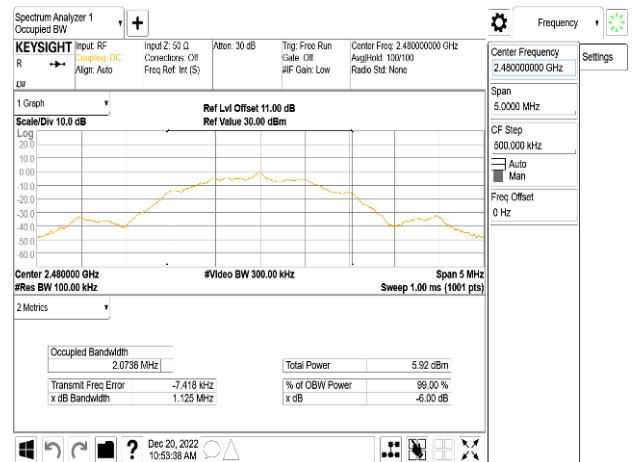 Spectrum Analyzer 1
Occupied BW
Frequency
KEYSIGHT
R
Input: RF
Coupling: DC
Align: Auto
Input Z: 50 Ω
Corrections: Off
Freq Ref: Int (S)
Atten: 30 dB
Trig: Free Run
Gate: Off
#IF Gain: Low
Center Freq: 2.480000000 GHz
Avg|Hold: 100/100
Radio Std: None
Center Frequency
2.480000000 GHz
Settings
Span
5.0000 MHz
CF Step
500.000 kHz
Auto
Man
Freq Offset
0 Hz
1 Graph
Scale/Div 10.0 dB
Ref Lvl Offset 11.00 dB
Ref Value 30.00 dBm
Log
20.0
10.0
0.00
-10.0
-20.0
-30.0
-40.0
-50.0
-60.0
Center 2.480000 GHz
#Video BW 300.00 kHz
Span 5 MHz
#Res BW 100.00 kHz
Sweep 1.00 ms (1001 pts)
2 Metrics
Occupied Bandwidth
2.0736 MHz
Total Power 5.92 dBm
Transmit Freq Error -7.418 kHz
% of OBW Power 99.00 %
x dB Bandwidth 1.125 MHz
x dB -6.00 dB
?
Dec 20, 2022
10:53:38 AM